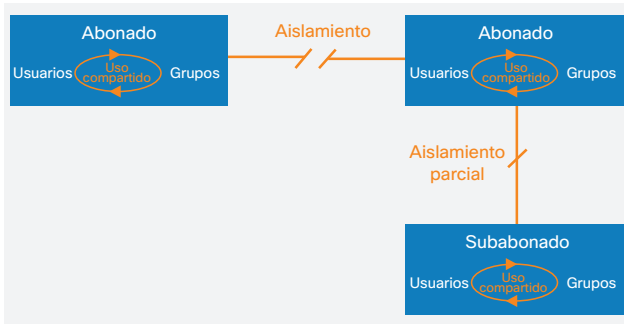 Abonado
Usuarios
Uso
compartido
Grupos
Aislamiento
Abonado
Usuarios
Uso
compartido
Grupos
Aislamiento
parcial
Subabonado
Usuarios
Uso
compartido
Grupos